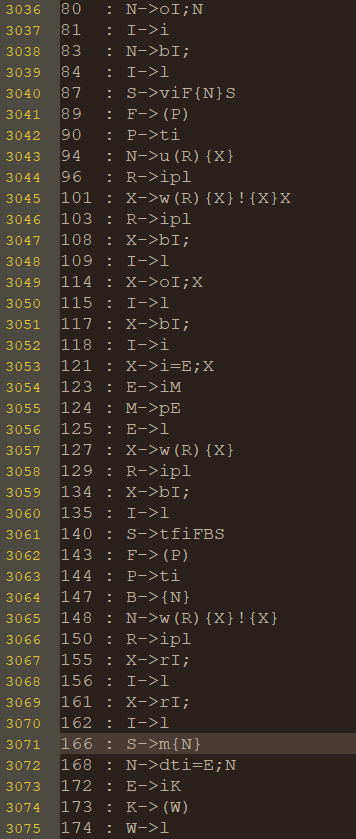 3036 80 : N->oI;N
3037 81 : I->i
3038 83 : N->bI;
3039 84 : I->l
3040 87 : S->viF{N}S
3041 89 : F->(P)
3042 90 : P->ti
3043 94 : N->u(R){X}
3044 96 : R->ipl
3045 101 : X->w(R){X}!{X}X
3046 103 : R->ipl
3047 108 : X->bI;
3048 109 : I->l
3049 114 : X->oI;X
3050 115 : I->l
3051 117 : X->bI;
3052 118 : I->i
3053 121 : X->i=E;X
3054 123 : E->iM
3055 124 : M->pE
3056 125 : E->l
3057 127 : X->w(R){X}
3058 129 : R->ipl
3059 134 : X->bI;
3060 135 : I->l
3061 140 : S->tfiFBS
3062 143 : F->(P)
3063 144 : P->ti
3064 147 : B->{N}
3065 148 : N->w(R){X}!{X}
3066 150 : R->ipl
3067 155 : X->rI;
3068 156 : I->l
3069 161 : X->rI;
3070 162 : I->l
3071 166 : S->m{N}
3072 168 : N->dti=E;N
3073 172 : E->iK
3074 173 : K->(W)
3075 174 : W->l